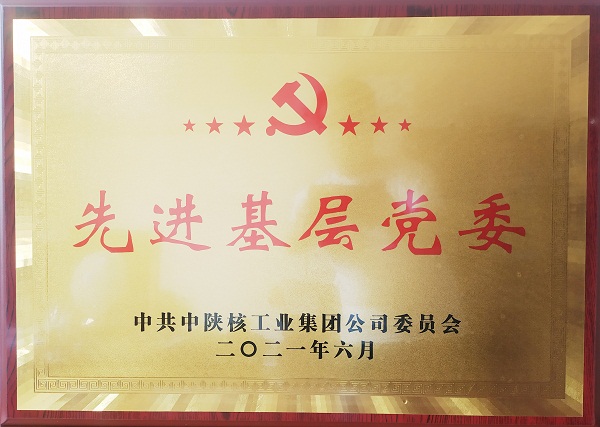 先进基层党委
中共中陕核工业集团公司委员会
二〇二一年六月